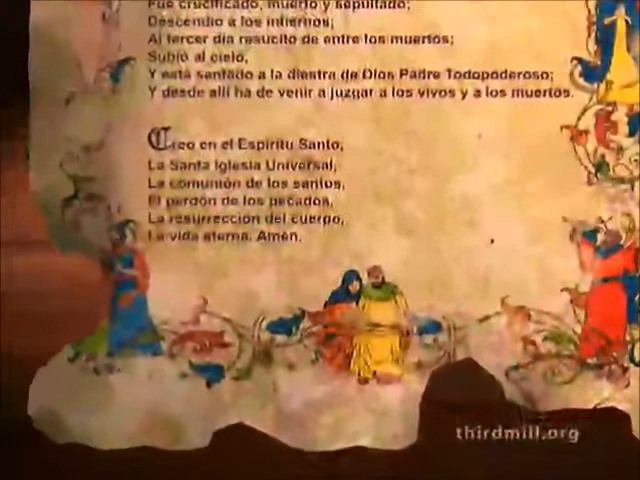 Fue crucificado, muerto y sepultado;
Descendió a los infiernos;
Al tercer día resucitó de entre los muertos;
Subió al cielo,
Y está sentado a la diestra de Dios Padre Todopoderoso;
Y desde allí ha de venir a juzgar a los vivos y a los muertos.
Creo en el Espíritu Santo,
La Santa Iglesia Universal,
La comunión de los santos,
El perdón de los pecados,
La resurrección del cuerpo,
La vida eterna. Amén.
thirdmill.org